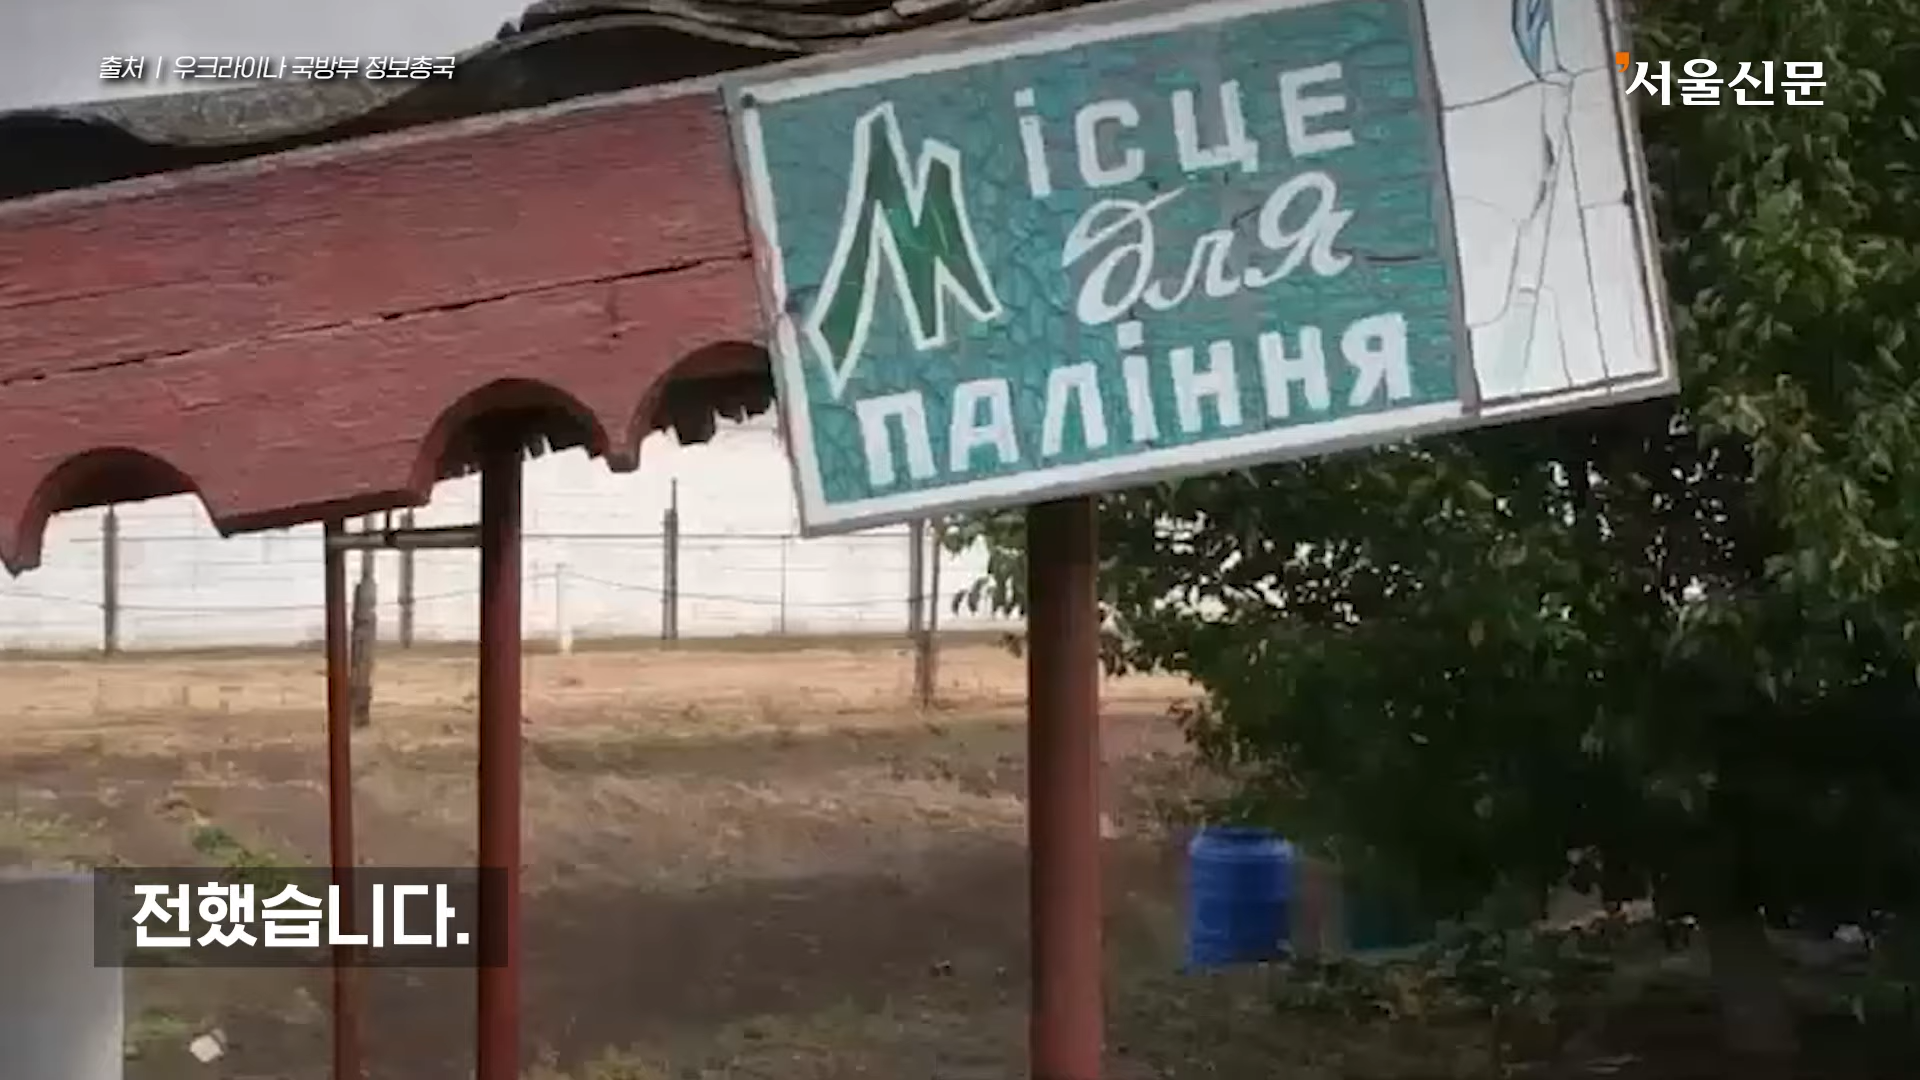 출처 | 우크라이나 국방부 정보총국
서울신문
Місце
для
паління
전했습니다.